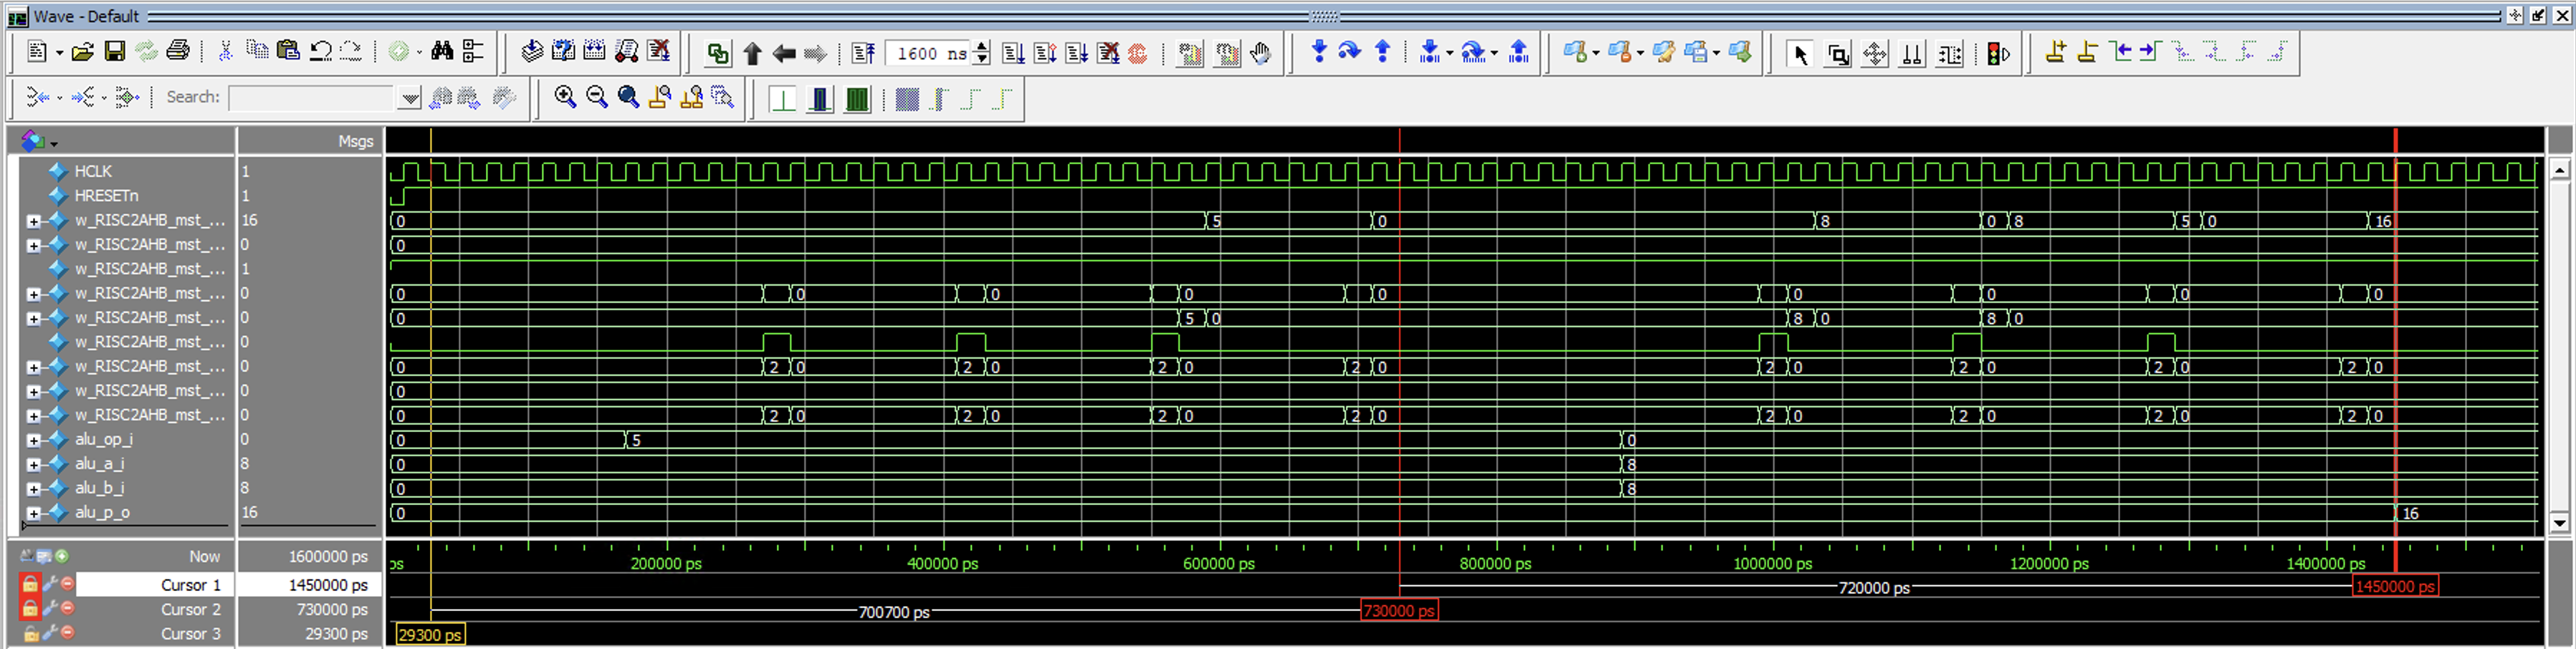 Wave - Default
1600 ns
Search:
Msgs
HCLK 1
HRESETn 1
w_RISC2AHB_mst_... 16 0 5 0 8 0 8 5 0 16
w_RISC2AHB_mst_... 0 0
w_RISC2AHB_mst_... 1
w_RISC2AHB_mst_... 0 0 0 0 0 0 0 0 0 0
w_RISC2AHB_mst_... 0 0 5 0 8 0 8 0
w_RISC2AHB_mst_... 0
w_RISC2AHB_mst_... 0 0 2 0 2 0 2 0 2 0 2 0 2 0 2 0 2 0
w_RISC2AHB_mst_... 0 0
w_RISC2AHB_mst_... 0 0 2 0 2 0 2 0 2 0 2 0 2 0 2 0 2 0
alu_op_i 0 0 5 0
alu_a_i 8 0 8
alu_b_i 8 0 8
alu_p_o 16 0 16
Now 1600000 ps ps 200000 ps 400000 ps 600000 ps 800000 ps 1000000 ps 1200000 ps 1400000 ps
Cursor 1 1450000 ps 720000 ps 1450000 ps
Cursor 2 730000 ps 700700 ps 730000 ps
Cursor 3 29300 ps 29300 ps